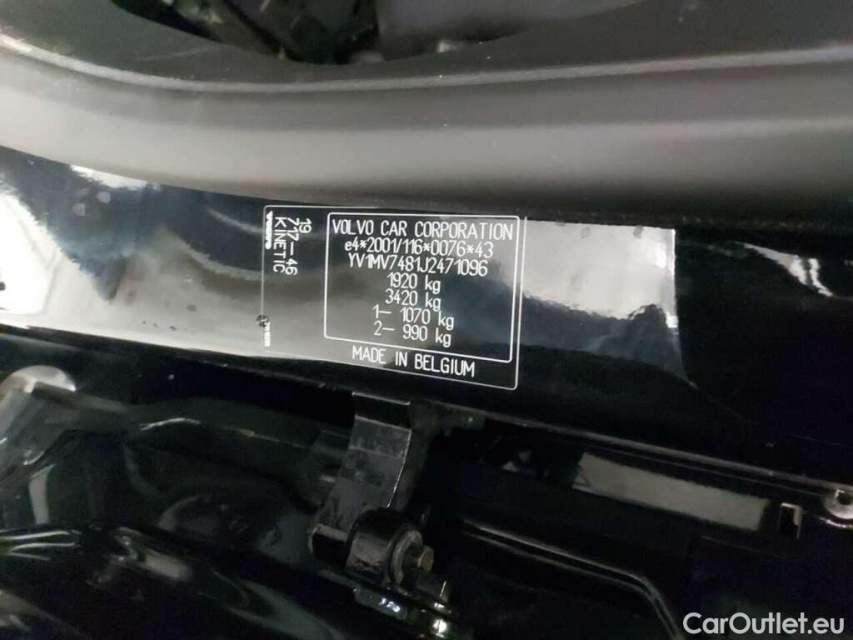 VOLVO CAR CORPORATION
e4*2001/116*0076*43
YV1MV7481J2471096
1920 kg
3420 kg
1– 1070 kg
2– 990 kg
MADE IN BELGIUM
19
717–46
KINETIC
CarOutlet.eu